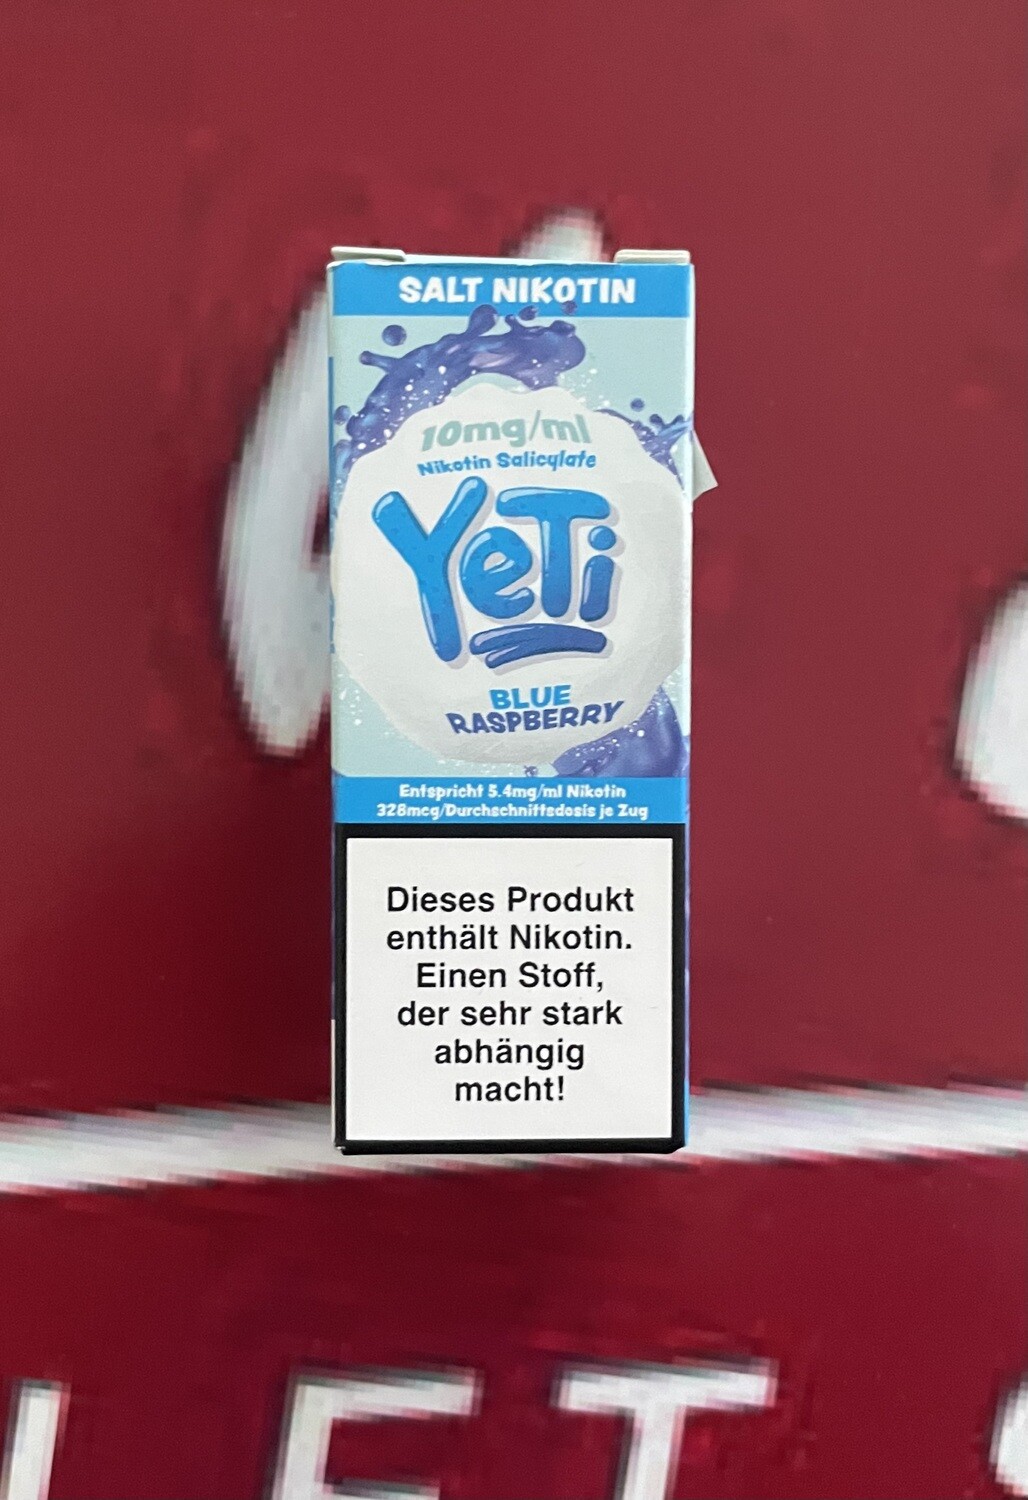 SALT NIKOTIN
10mg/ml
Nikotin Salicylate
YeTi
BLUE
RASPBERRY
Entspricht 5.4mg/ml Nikotin
328mcg/Durchschnittsdosis je Zug
Dieses Produkt
enthält Nikotin.
Einen Stoff,
der sehr stark
abhängig
macht!